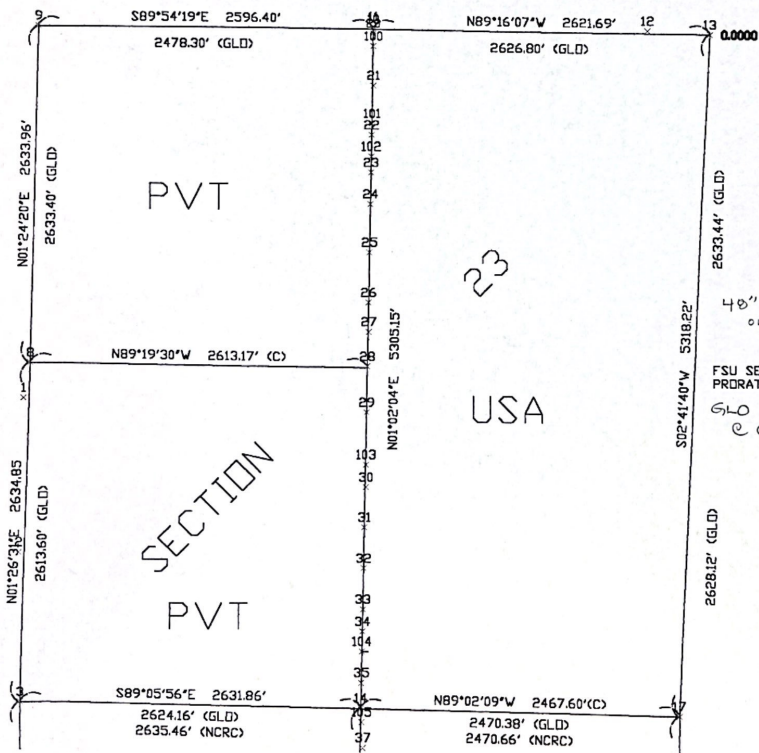 9
S89°54'19"E 2596.40'
N89°16'07"W 2621.69'
12
13
0.0000
2478.30' (GLO)
100
2626.80' (GLO)
21
101
22
102
23
24
25
26
27
28
29
103
30
31
32
33
34
104
35
N01°24'20"E 2633.96'
2633.40' (GLO)
PVT
23
N01°02'04"E 5305.15'
S02°41'40"W 5318.22'
2633.44' (GLO)
48"
8
N89°19'30"W 2613.17' (C)
1
USA
FSU SE
PRORAT
GLO
@
SECTION
PVT
N01°26'31"E 2634.85
2613.60' (GLO)
2628.12' (GLO)
3
S89°05'56"E 2631.86'
14
N89°02'09"W 2467.60'(C)
17
2624.16' (GLO)
105
2470.38' (GLO)
2635.46' (NCRC)
37
2470.66' (NCRC)